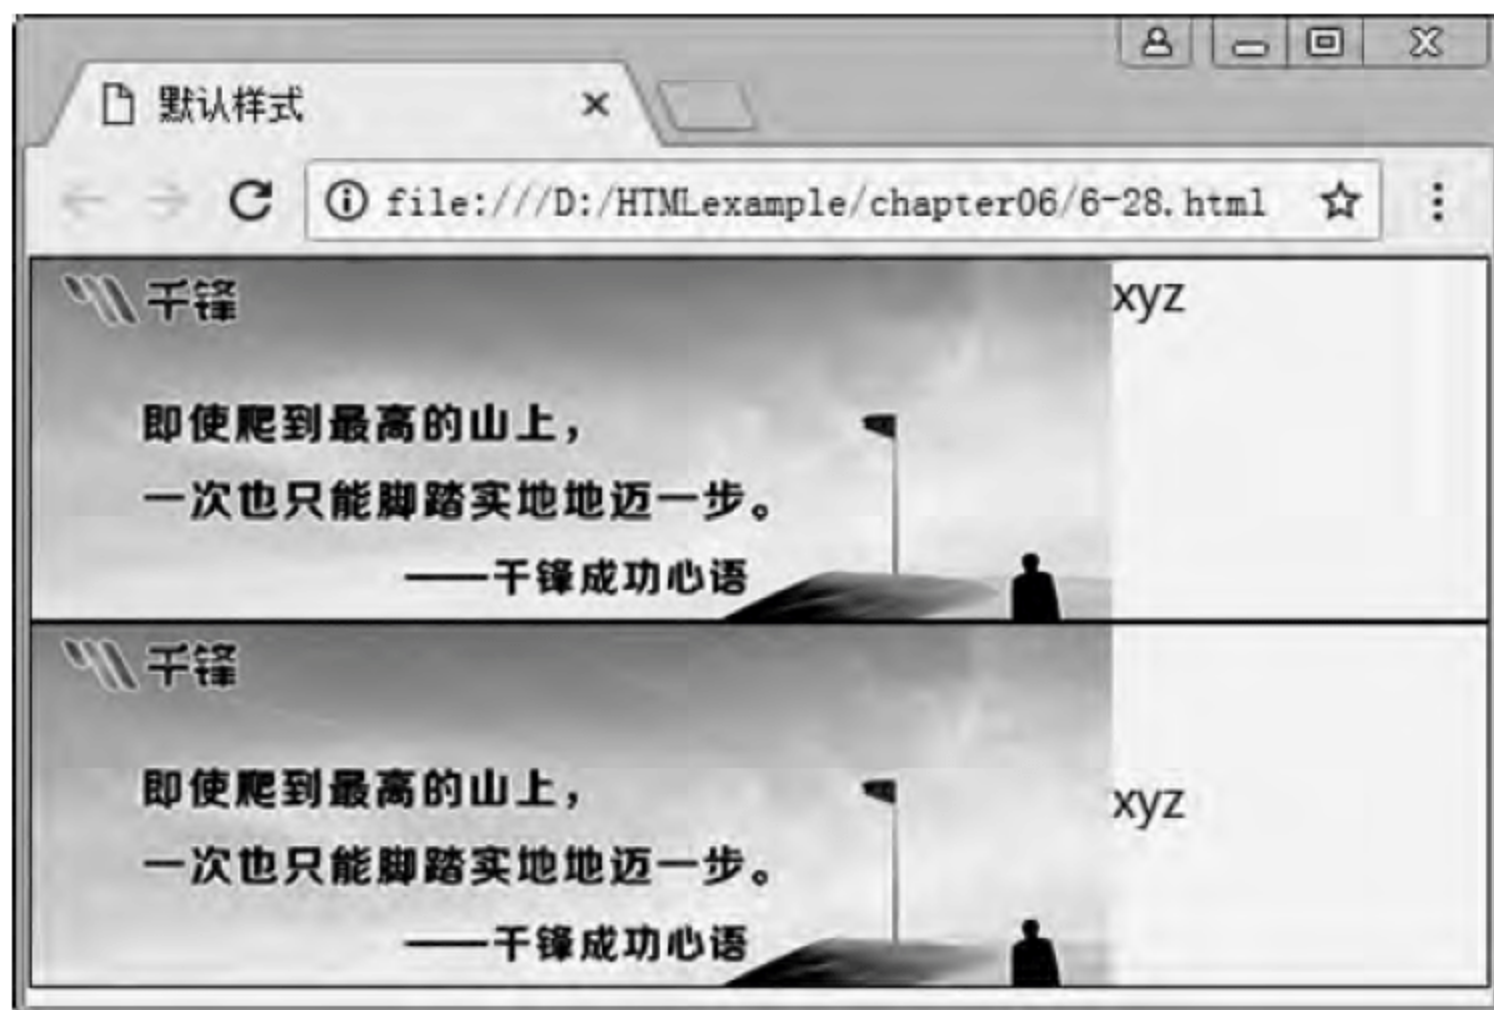 默认样式
file:///D:/HTMLexample/chapter06/6-28.html
千锋
xyz
即使爬到最高的山上，
一次也只能脚踏实地地迈一步。
——千锋成功心语
千锋
即使爬到最高的山上，
xyz
一次也只能脚踏实地地迈一步。
——千锋成功心语